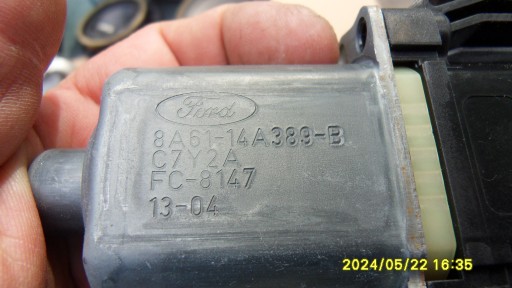 Ford
8A61-14A389-B
C7Y2A
FC-8147
13-04
2024/05/22 16:35